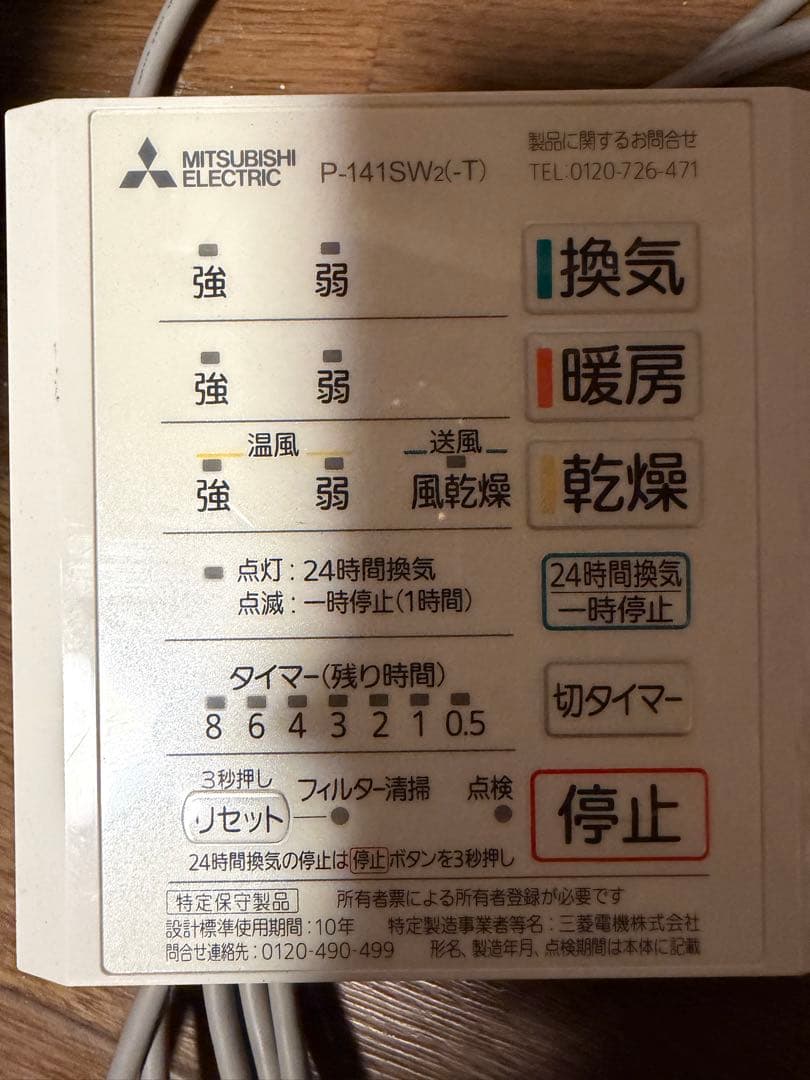 MITSUBISHI
ELECTRIC
P-141SW2(-T)
製品に関するお問合せ
TEL:0120-726-471
強 弱 換気
強 弱 暖房
温風 送風
強 弱 風乾燥 乾燥
点灯:24時間換気
点滅:一時停止(1時間)
24時間換気
一時停止
タイマー(残り時間)
8 6 4 3 2 1 0.5
切タイマー
3秒押し
リセット フィルター清掃 点検
停止
24時間換気の停止は停止ボタンを3秒押し
特定保守製品 所有者票による所有者登録が必要です
設計標準使用期間:10年 特定製造事業者等名:三菱電機株式会社
問合せ連絡先:0120-490-499 形名、製造年月、点検期間は本体に記載